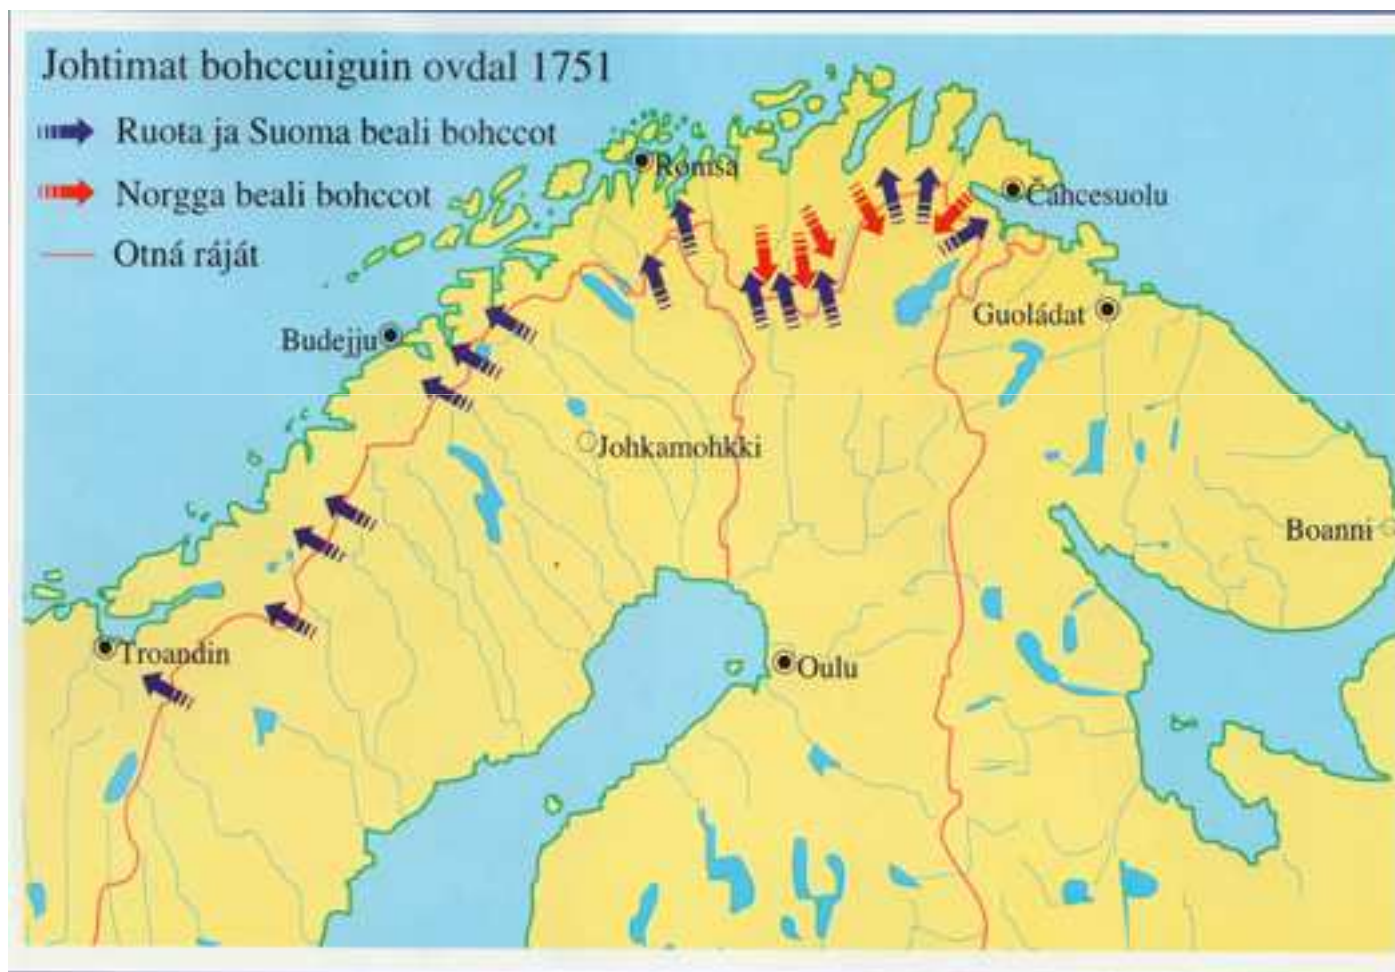 Johtimat bohccuiguin ovdal 1751
Ruota ja Suoma beali bohccot
Norgga beali bohccot
Otná ráját
Romsa
Čáhcesuolu
Guoládat
Budejju
Johkamohkki
Boanni
Troandin
Oulu